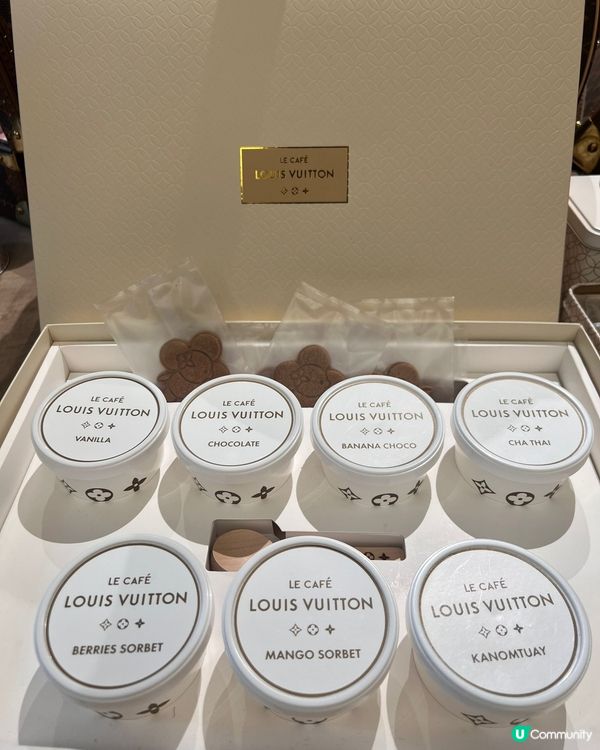 LE CAFÉ
LOUIS VUITTON
LE CAFÉ
LOUIS VUITTON
VANILLA
LE CAFÉ
LOUIS VUITTON
CHOCOLATE
LE CAFÉ
LOUIS VUITTON
BANANA CHOCO
LE CAFÉ
LOUIS VUITTON
CHA THAI
LE CAFÉ
LOUIS VUITTON
BERRIES SORBET
LE CAFÉ
LOUIS VUITTON
MANGO SORBET
LE CAFÉ
LOUIS VUITTON
KANOMTUAY
U Community